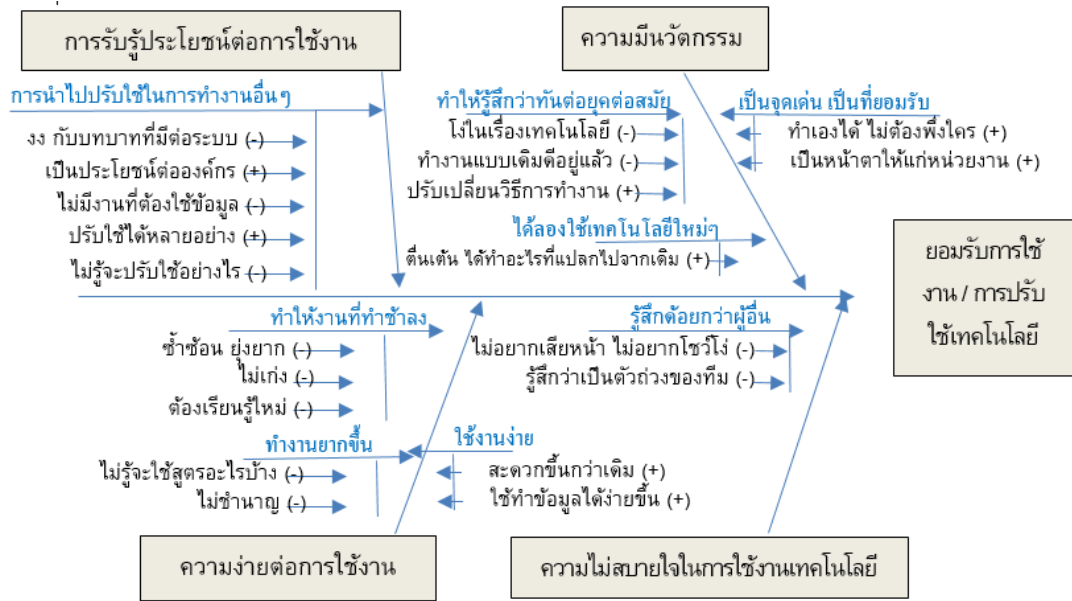 การรับรู้ประโยชน์ต่อการใช้งาน
ความมีนวัตกรรม
การนำไปปรับใช้ในการทำงานอื่นๆ
งง กับบทบาทที่มีต่อระบบ (-)
เป็นประโยชน์ต่อองค์กร (+)
ไม่มีงานที่ต้องใช้ข้อมูล (-)
ปรับใช้ได้หลายอย่าง (+)
ไม่รู้จะปรับใช้อย่างไร (-)
ทำให้รู้สึกว่าทันต่อยุคต่อสมัย
โง่ในเรื่องเทคโนโลยี (-)
ทำงานแบบเดิมดีอยู่แล้ว (-)
ปรับเปลี่ยนวิธีการทำงาน (+)
เป็นจุดเด่น เป็นที่ยอมรับ
ทำเองได้ ไม่ต้องพึ่งใคร (+)
เป็นหน้าตาให้แก่หน่วยงาน (+)
ได้ลองใช้เทคโนโลยีใหม่ๆ
ตื่นเต้น ได้ทำอะไรที่แปลกไปจากเดิม (+)
ยอมรับการใช้
งาน / การปรับ
ใช้เทคโนโลยี
ทำให้งานที่ทำช้าลง
ซ้ำซ้อน ยุ่งยาก (-)
ไม่เก่ง (-)
ต้องเรียนรู้ใหม่ (-)
รู้สึกด้อยกว่าผู้อื่น
ไม่อยากเสียหน้า ไม่อยากโชว์โง่ (-)
รู้สึกว่าเป็นตัวถ่วงของทีม (-)
ทำงานยากขึ้น
ไม่รู้จะใช้สูตรอะไรบ้าง (-)
ไม่ชำนาญ (-)
ใช้งานง่าย
สะดวกขึ้นกว่าเดิม (+)
ใช้ทำข้อมูลได้ง่ายขึ้น (+)
ความง่ายต่อการใช้งาน
ความไม่สบายใจในการใช้งานเทคโนโลยี